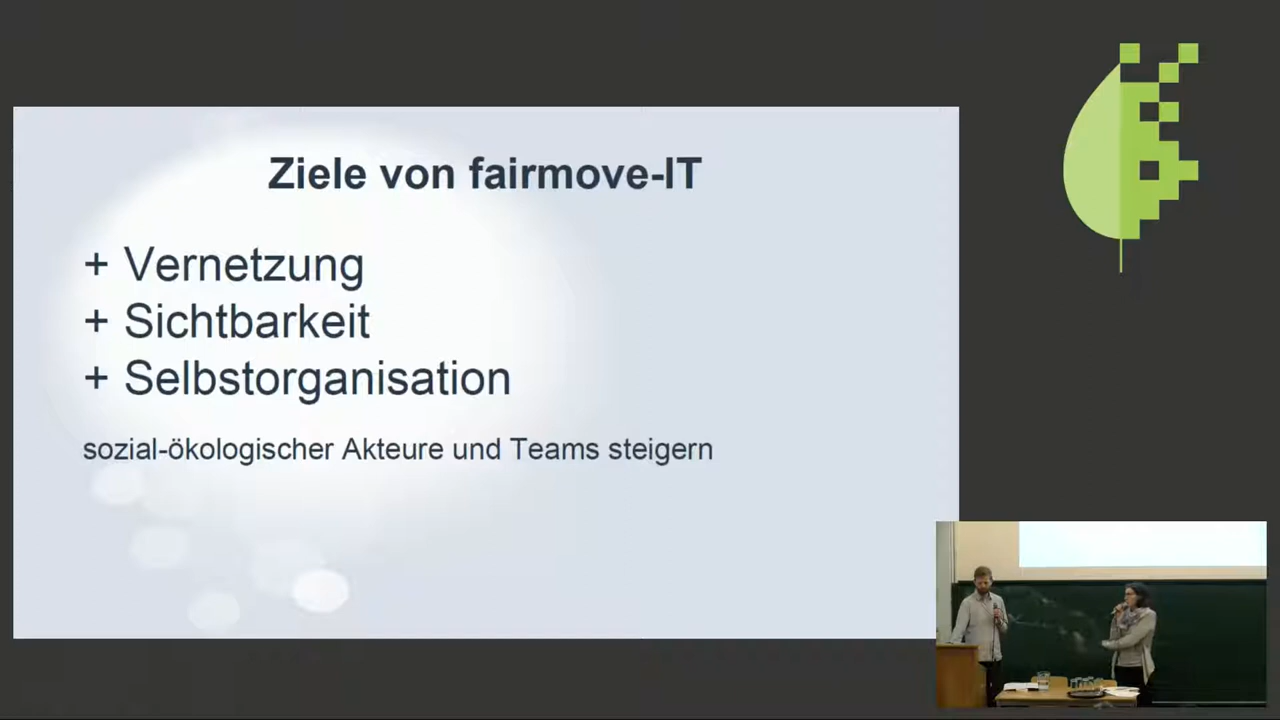 Ziele von fairmove-IT
+ Vernetzung
+ Sichtbarkeit
+ Selbstorganisation
sozial-ökologischer Akteure und Teams steigern